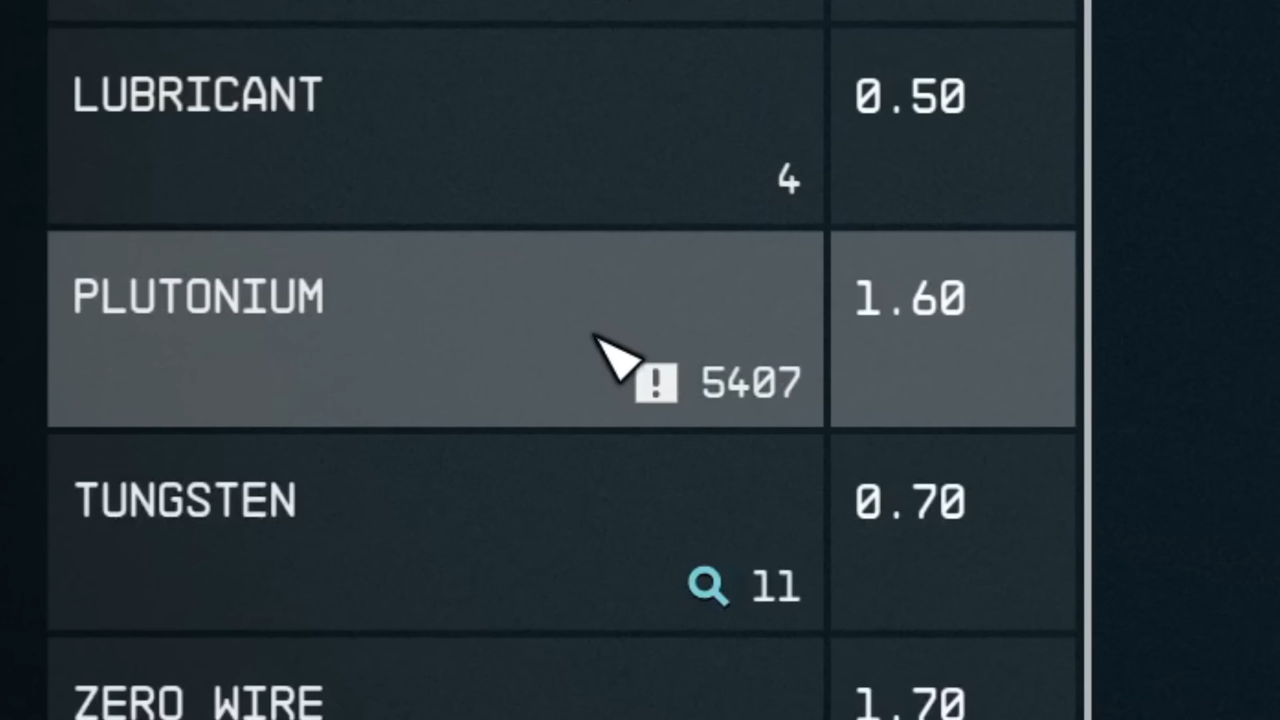 LUBRICANT 0.50
4
PLUTONIUM 1.60
! 5407
TUNGSTEN 0.70
11
ZERO WIRE 1.70